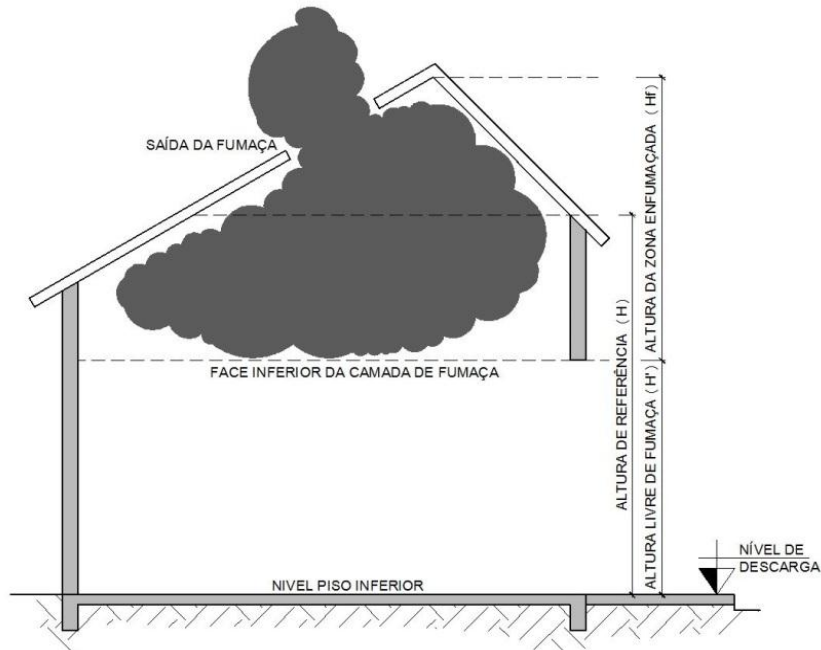 SAÍDA DA FUMAÇA
FACE INFERIOR DA CAMADA DE FUMAÇA
NIVEL PISO INFERIOR
ALTURA DE REFERÊNCIA ( H )
ALTURA DA ZONA ENFUMAÇADA ( Hf )
ALTURA LIVRE DE FUMAÇA ( H' )
NÍVEL DE
DESCARGA